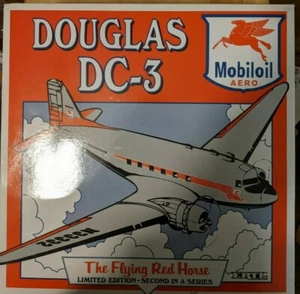 DOUGLAS
DC-3
Mobiloil
AERO
The Flying Red Horse
LIMITED EDITION - SECOND IN A SERIES